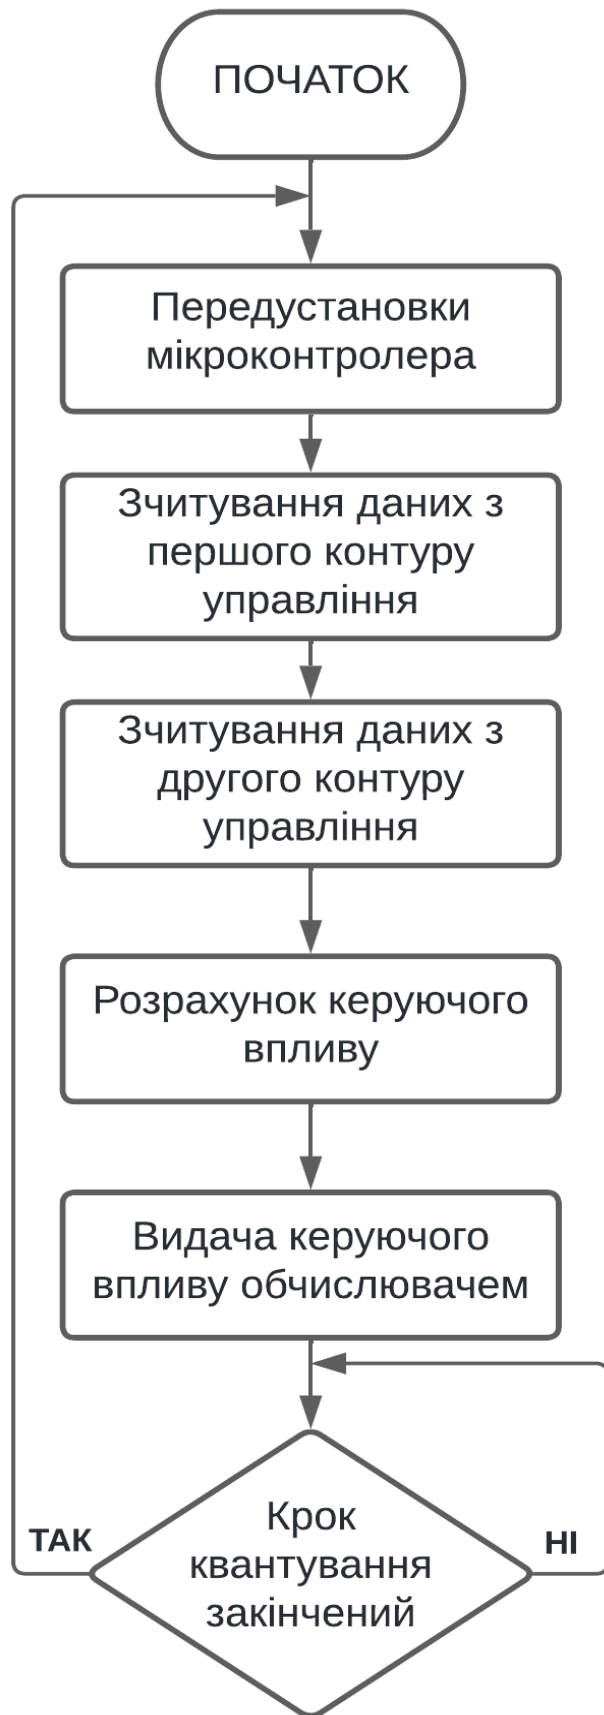 ПОЧАТОК
Передустановки
мікроконтролера
Зчитування даних з
першого контуру
управління
Зчитування даних з
другого контуру
управління
Розрахунок керуючого
впливу
Видача керуючого
впливу обчислювачем
Крок
квантування
закінчений
ТАК
НІ